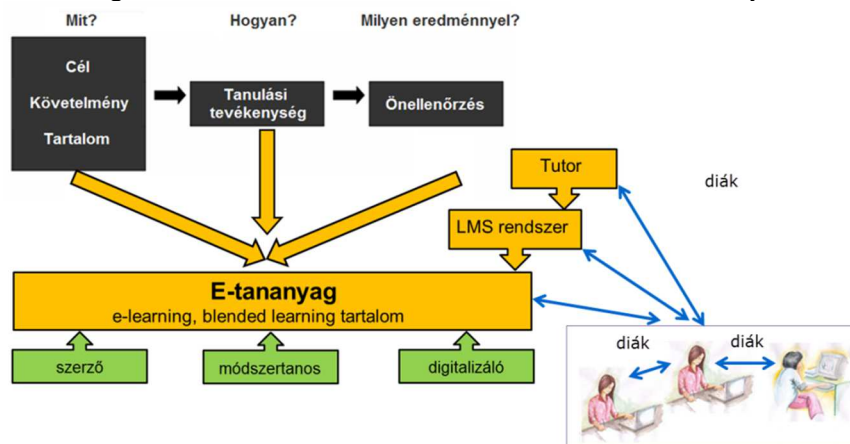 Mit?
Hogyan?
Milyen eredménnyel?
Cél
Követelmény
Tartalom
Tanulási
tevékenység
Önellenőrzés
Tutor
diák
LMS rendszer
E-tananyag
e-learning, blended learning tartalom
szerző
módszertanos
digitalizáló
diák
diák